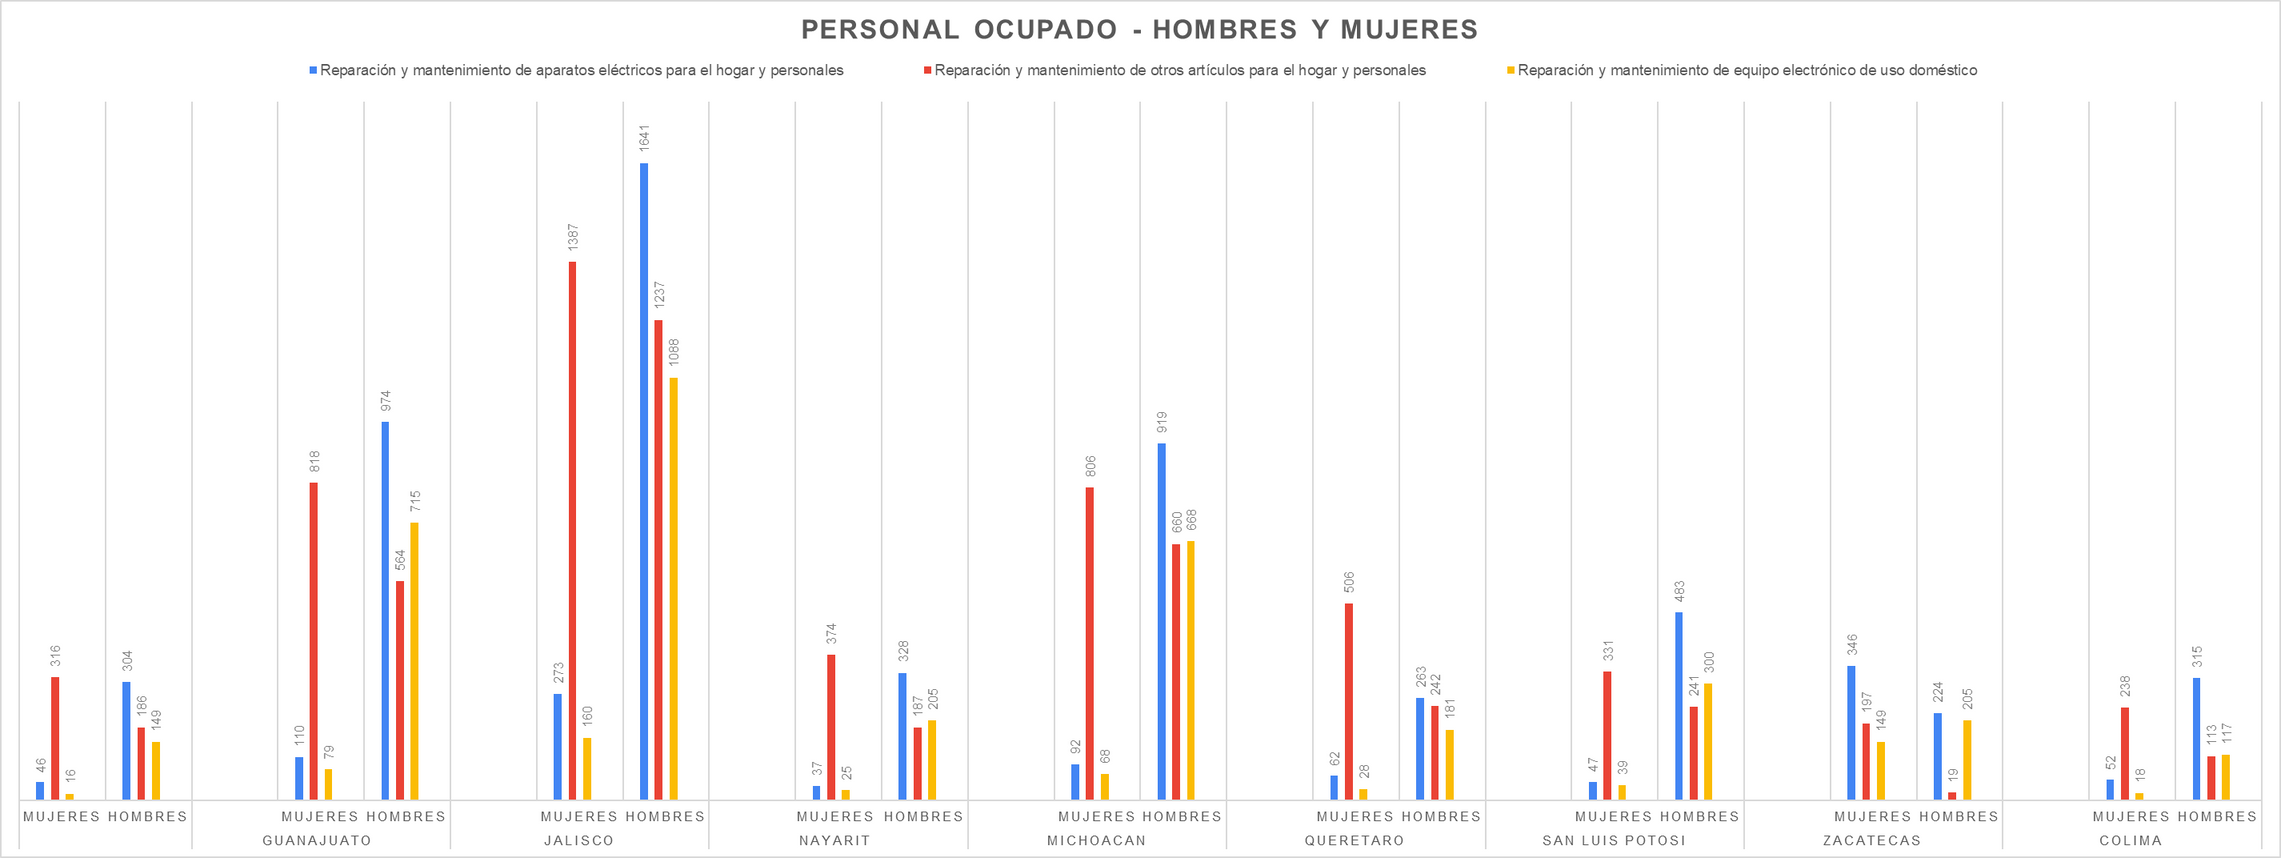 PERSONAL OCUPADO - HOMBRES Y MUJERES
Reparación y mantenimiento de aparatos eléctricos para el hogar y personales
Reparación y mantenimiento de otros artículos para el hogar y personales
Reparación y mantenimiento de equipo electrónico de uso doméstico
46 316 16 304 186 149
110 818 79 974 564 715
273 1387 160 1641 1237 1088
37 374 25 328 187 205
92 806 68 919 660 668
62 506 28 263 242 181
47 331 39 483 241 300
346 197 149 224 19 205
52 238 18 315 113 117
MUJERES HOMBRES MUJERES HOMBRES MUJERES HOMBRES MUJERES HOMBRES MUJERES HOMBRES MUJERES HOMBRES MUJERES HOMBRES MUJERES HOMBRES MUJERES HOMBRES
GUANAJUATO JALISCO NAYARIT MICHOACAN QUERETARO SAN LUIS POTOSI ZACATECAS COLIMA